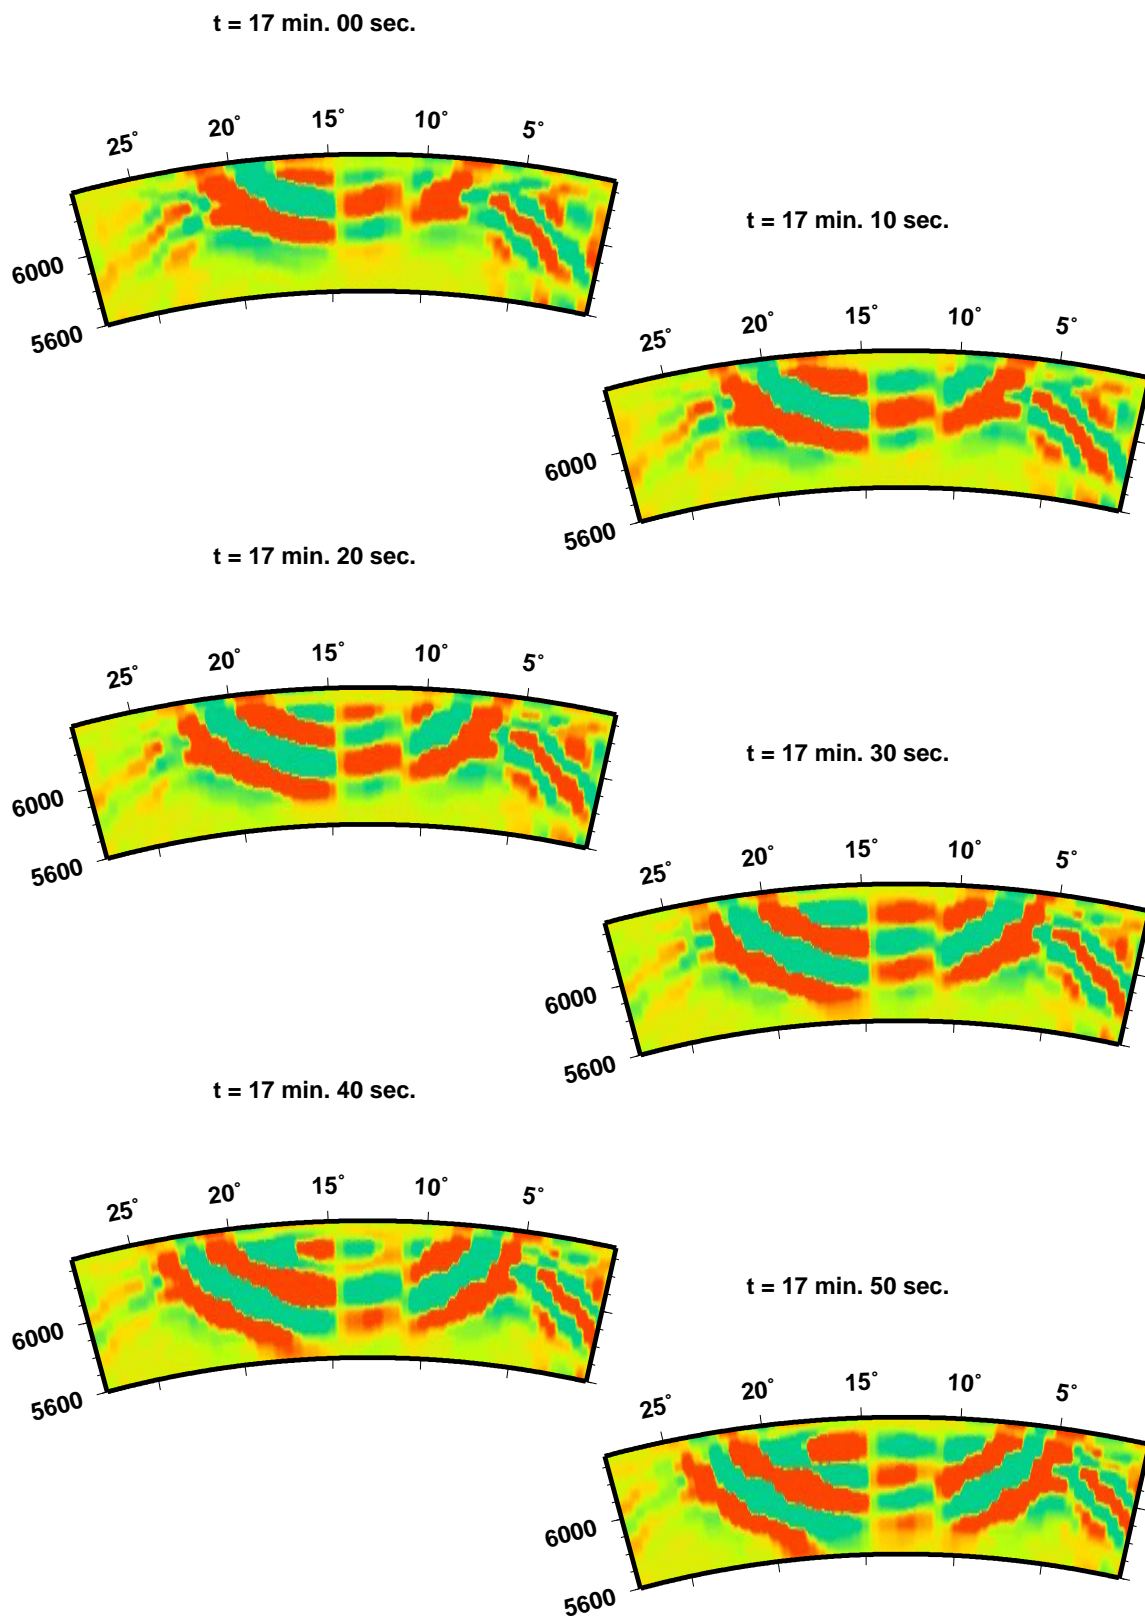 t = 17 min. 00 sec.
25° 20° 15° 10° 5°
6000
5600
t = 17 min. 10 sec.
25° 20° 15° 10° 5°
6000
5600
t = 17 min. 20 sec.
25° 20° 15° 10° 5°
6000
5600
t = 17 min. 30 sec.
25° 20° 15° 10° 5°
6000
5600
t = 17 min. 40 sec.
25° 20° 15° 10° 5°
6000
5600
t = 17 min. 50 sec.
25° 20° 15° 10° 5°
6000
5600